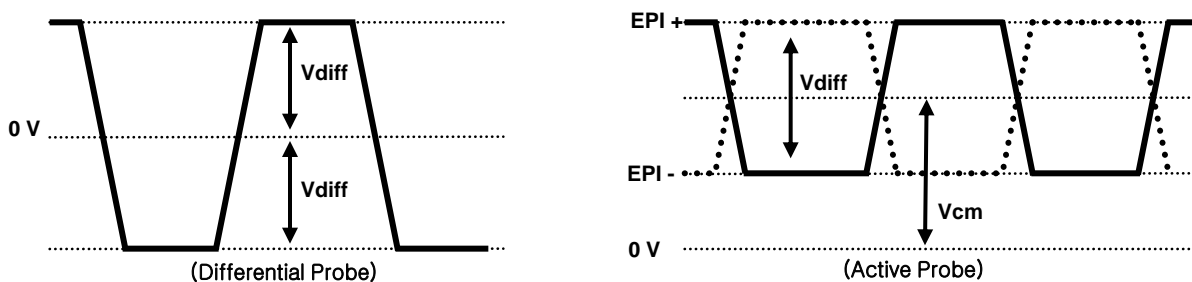 Vdiff
0 V
Vdiff
(Differential Probe)
EPI +
Vdiff
EPI -
Vcm
0 V
(Active Probe)